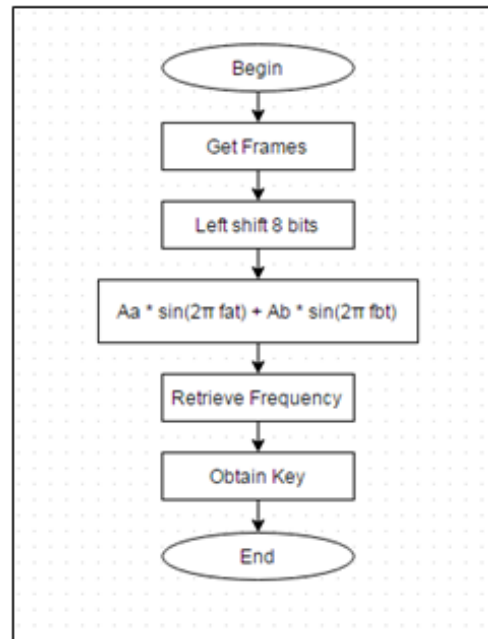 Begin
Get Frames
Left shift 8 bits
Aa * sin(2π fat) + Ab * sin(2π fbt)
Retrieve Frequency
Obtain Key
End